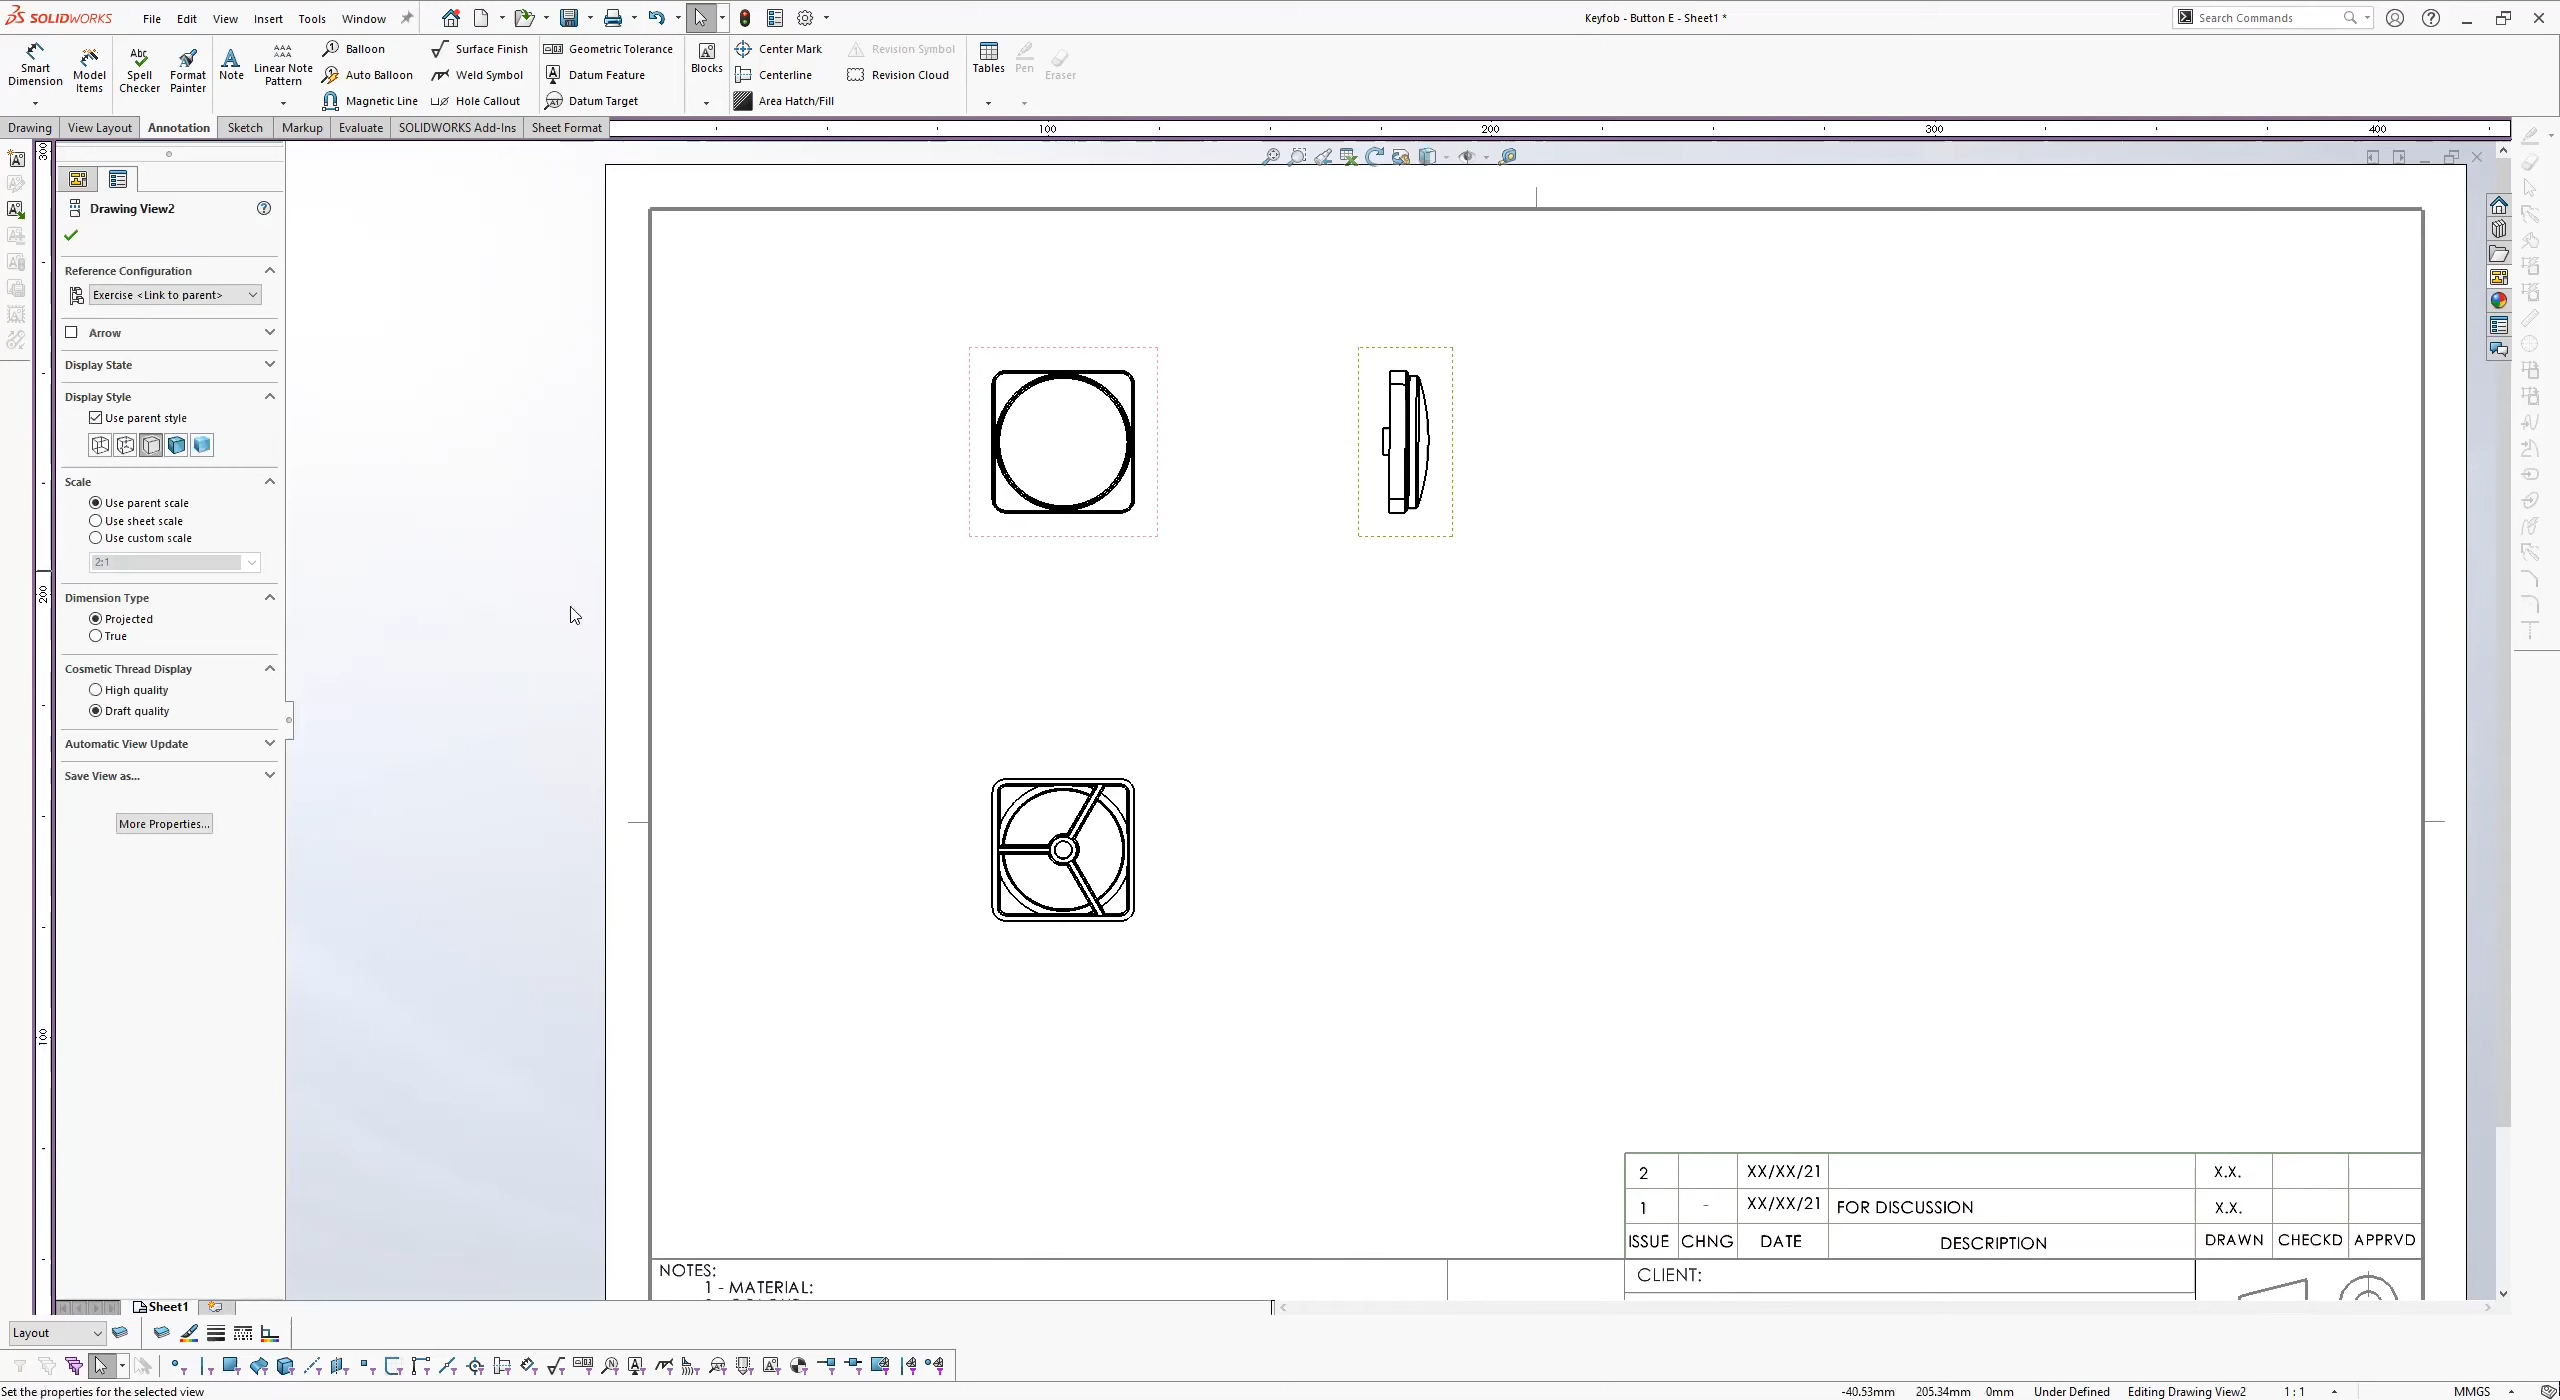 SOLIDWORKS File Edit View Insert Tools Window Keyfob - Button E - Sheet1 * Search Commands
Smart Dimension
Model Items
Spell Checker
Format Painter
Note
Linear Note Pattern
Balloon
Auto Balloon
Magnetic Line
Surface Finish
Weld Symbol
Hole Callout
Geometric Tolerance
Datum Feature
Datum Target
Blocks
Center Mark
Centerline
Area Hatch/Fill
Revision Symbol
Revision Cloud
Tables
Pen
Eraser
Drawing View Layout Annotation Sketch Markup Evaluate SOLIDWORKS Add-Ins Sheet Format
100 200 300 400
300
200
100
Drawing View2
Reference Configuration
Exercise <Link to parent>
Arrow
Display State
Display Style
Use parent style
Scale
Use parent scale
Use sheet scale
Use custom scale
2:1
Dimension Type
Projected
True
Cosmetic Thread Display
High quality
Draft quality
Automatic View Update
Save View as...
More Properties...
2 XX/XX/21 X.X.
1 - XX/XX/21 FOR DISCUSSION X.X.
ISSUE CHNG DATE DESCRIPTION DRAWN CHECKD APPRVD
NOTES:
1 - MATERIAL:
CLIENT:
Sheet1
Layout
Set the properties for the selected view -40.53mm 205.34mm 0mm Under Defined Editing Drawing View2 1:1 MMGS